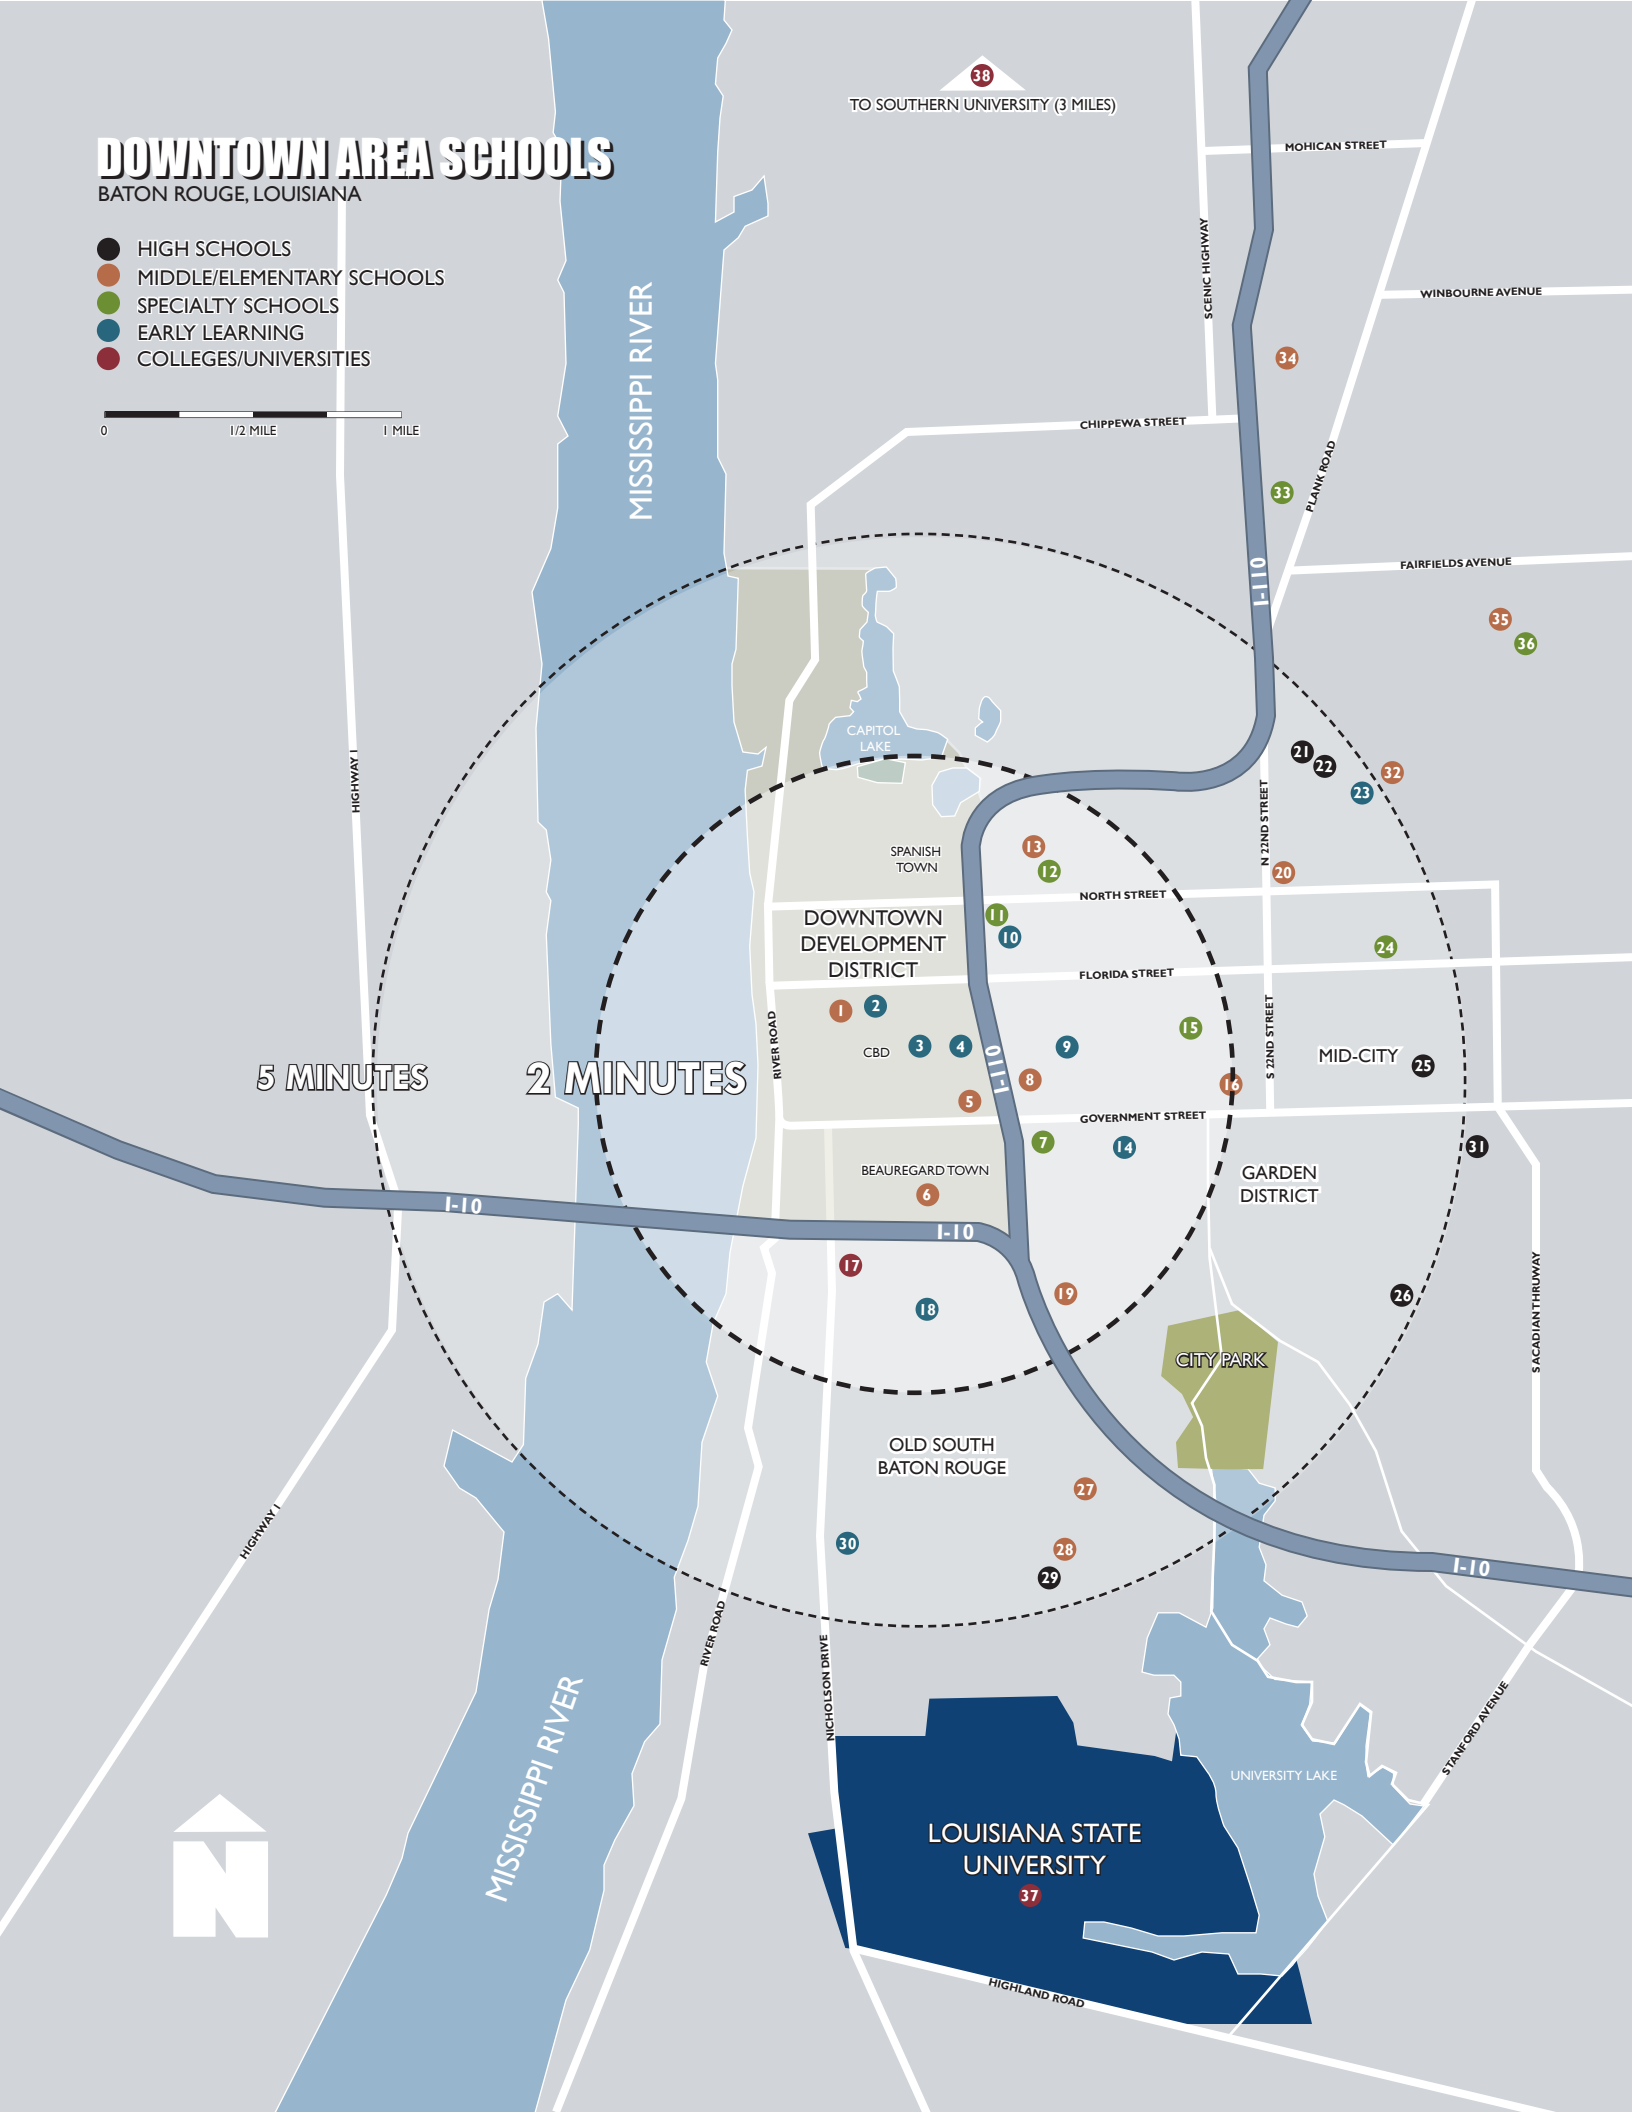 38
TO SOUTHERN UNIVERSITY (3 MILES)
DOWNTOWN AREA SCHOOLS
BATON ROUGE, LOUISIANA
HIGH SCHOOLS
MIDDLE/ELEMENTARY SCHOOLS
SPECIALTY SCHOOLS
EARLY LEARNING
COLLEGES/UNIVERSITIES
0
1/2 MILE
1 MILE
MISSISSIPPI RIVER
MOHICAN STREET
SCENIC HIGHWAY
WINBOURNE AVENUE
34
CHIPPEWA STREET
PLANK ROAD
33
I-110
FAIRFIELDS AVENUE
35
36
CAPITOL
LAKE
HIGHWAY 1
21
22
23
32
N 22ND STREET
SPANISH
TOWN
13
12
20
NORTH STREET
DOWNTOWN
DEVELOPMENT
DISTRICT
11
10
24
FLORIDA STREET
1
2
RIVER ROAD
CBD
3
4
9
15
S 22ND STREET
MID-CITY
25
5 MINUTES
2 MINUTES
I-110
8
16
5
GOVERNMENT STREET
7
14
31
BEAUREGARD TOWN
6
GARDEN
DISTRICT
I-10
I-10
17
18
19
26
S ACADIAN THRUWAY
CITY PARK
OLD SOUTH
BATON ROUGE
27
HIGHWAY 1
30
28
29
I-10
RIVER ROAD
NICHOLSON DRIVE
STANFORD AVENUE
MISSISSIPPI RIVER
UNIVERSITY LAKE
LOUISIANA STATE
UNIVERSITY
37
N
HIGHLAND ROAD